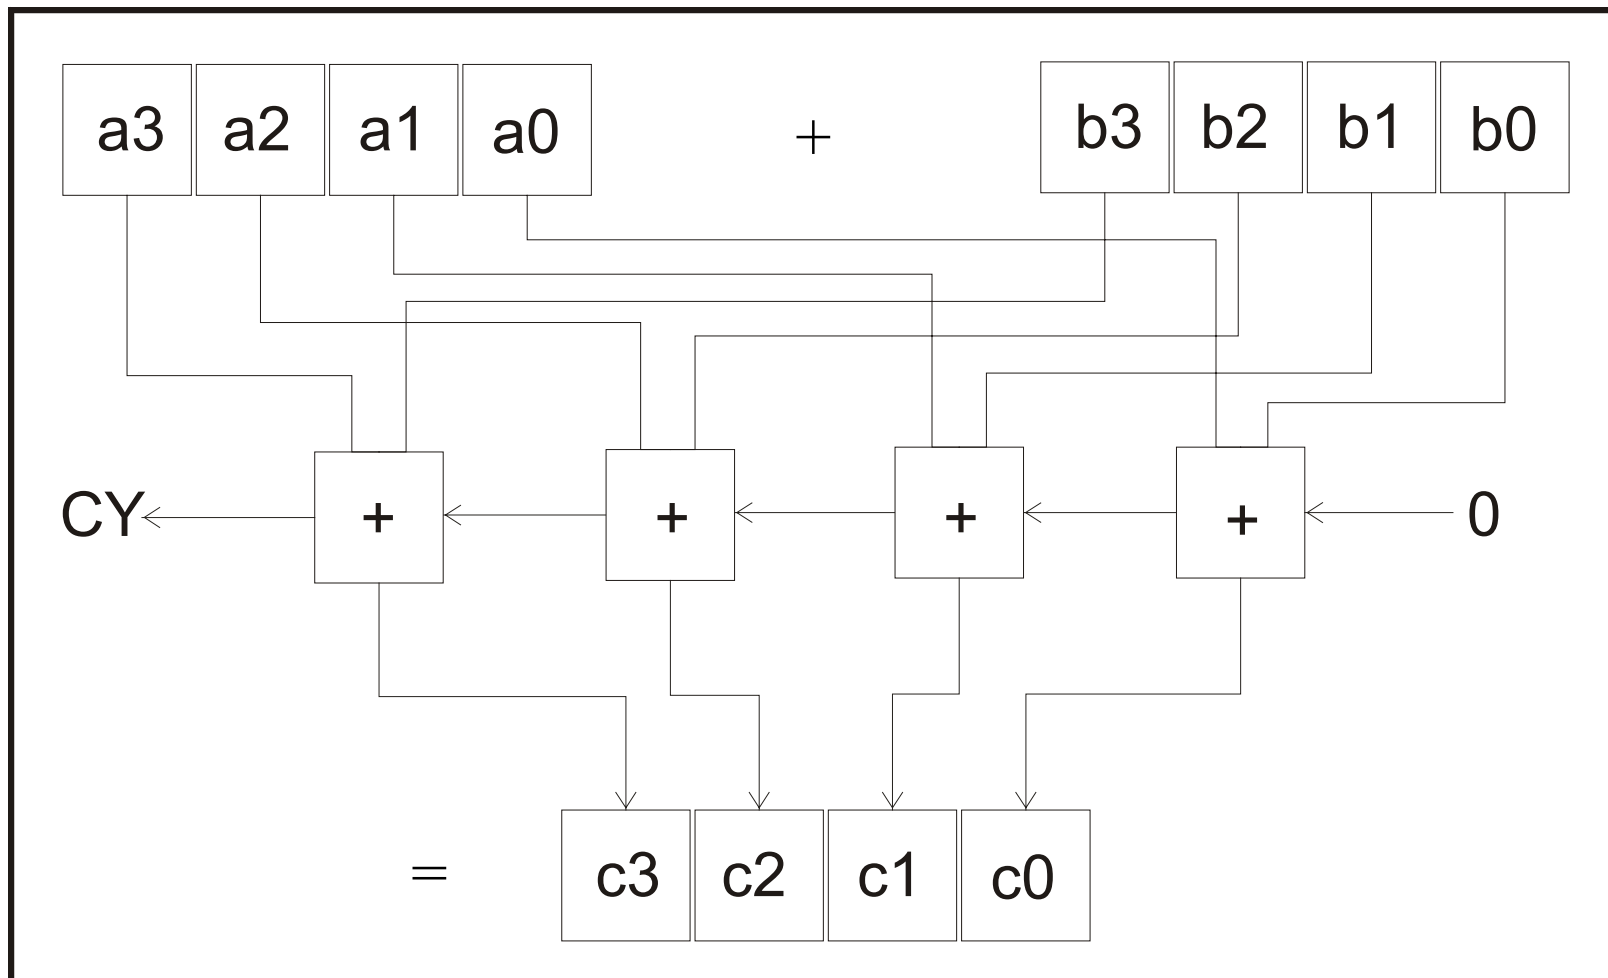 a3 a2 a1 a0 + b3 b2 b1 b0
CY + + + + 0
= c3 c2 c1 c0